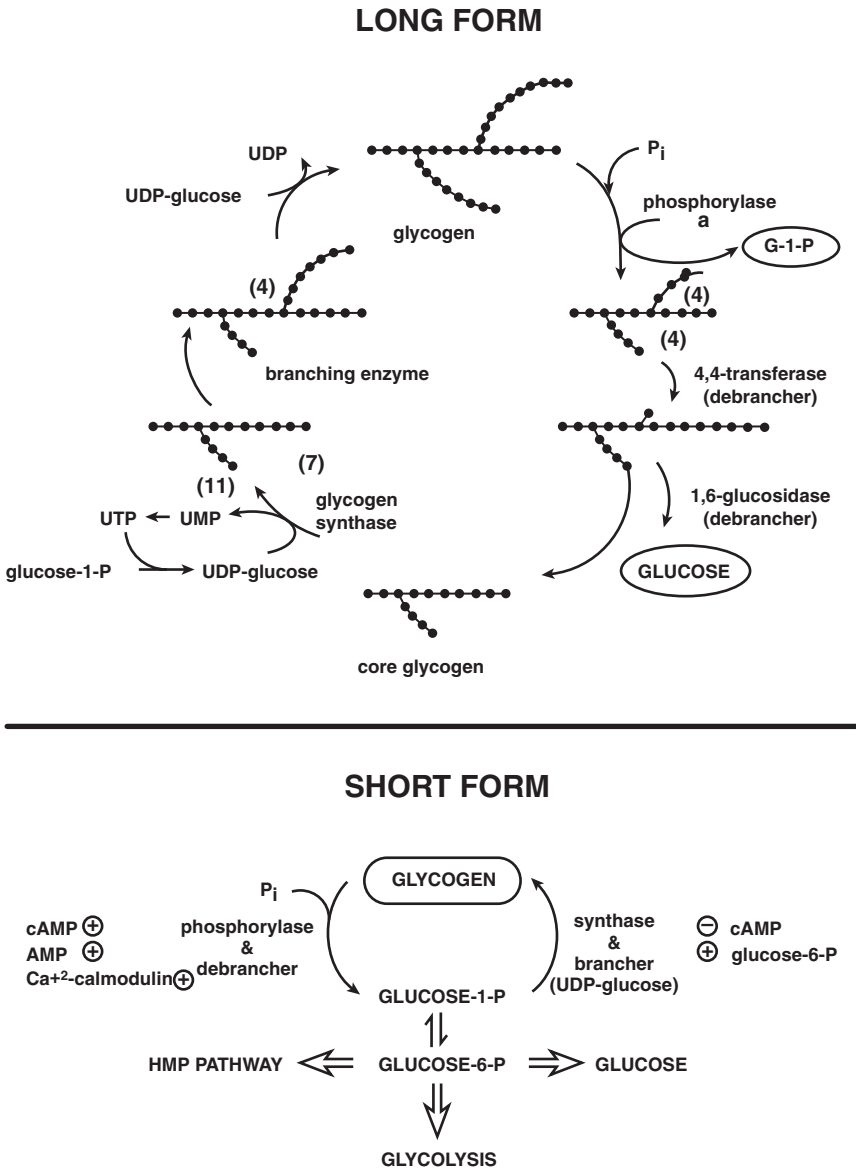 LONG FORM
UDP
UDP-glucose
glycogen
Pi
phosphorylase
a
G-1-P
(4)
branching enzyme
(4)
(4)
4,4-transferase
(debrancher)
(7)
(11)
glycogen
synthase
UTP
UMP
glucose-1-P
UDP-glucose
1,6-glucosidase
(debrancher)
GLUCOSE
core glycogen
SHORT FORM
Pi
GLYCOGEN
cAMP +
AMP +
Ca+²-calmodulin +
phosphorylase
&
debrancher
synthase
&
brancher
(UDP-glucose)
− cAMP
+ glucose-6-P
GLUCOSE-1-P
HMP PATHWAY
GLUCOSE-6-P
GLUCOSE
GLYCOLYSIS